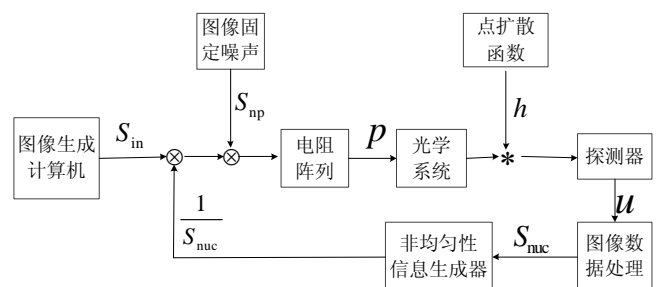 图像固
定噪声
点扩散
函数
S_np
h
图像生成
计算机
S_in
⊗
⊗
电阻
阵列
p
光学
系统
*
探测器
u
1
S_nuc
非均匀性
信息生成器
S_nuc
图像数
据处理